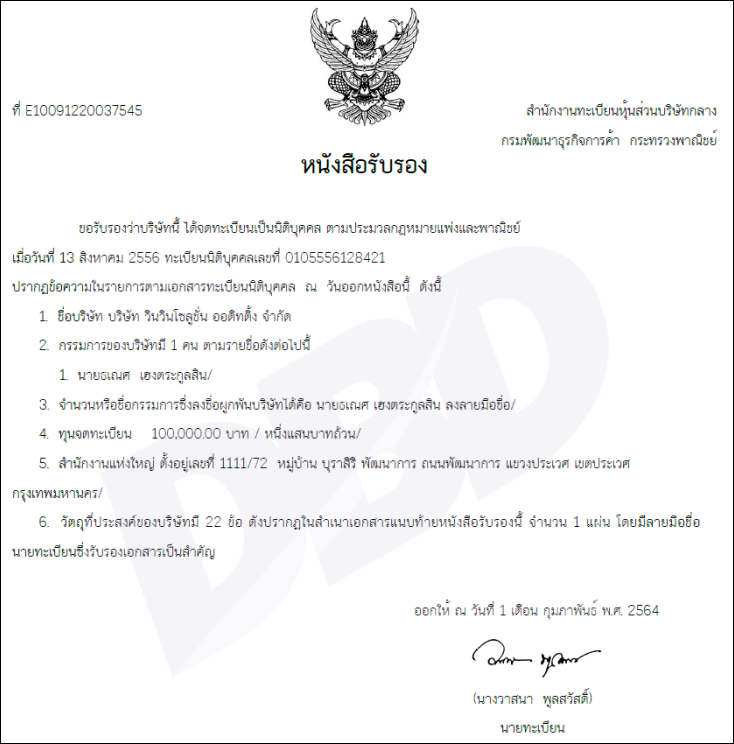 ที่ E10091220037545
สำนักงานทะเบียนหุ้นส่วนบริษัทกลาง
กรมพัฒนาธุรกิจการค้า กระทรวงพาณิชย์
หนังสือรับรอง
ขอรับรองว่าบริษัทนี้ ได้จดทะเบียนเป็นนิติบุคคล ตามประมวลกฎหมายแพ่งและพาณิชย์
เมื่อวันที่ 13 สิงหาคม 2556 ทะเบียนนิติบุคคลเลขที่ 0105556128421
ปรากฏข้อความในรายการตามเอกสารทะเบียนนิติบุคคล ณ วันออกหนังสือนี้ ดังนี้
1. ชื่อบริษัท บริษัท วินวินโซลูชั่น ออดิทติ้ง จำกัด
2. กรรมการของบริษัทมี 1 คน ตามรายชื่อดังต่อไปนี้
1. นายธเณศ เฮงตระกูลสิน/
3. จำนวนหรือชื่อกรรมการซึ่งลงชื่อผูกพันบริษัทได้คือ นายธเณศ เฮงตระกูลสิน ลงลายมือชื่อ/
4. ทุนจดทะเบียน 100,000.00 บาท / หนึ่งแสนบาทถ้วน/
5. สำนักงานแห่งใหญ่ ตั้งอยู่เลขที่ 1111/72 หมู่บ้าน บุราสิริ พัฒนาการ ถนนพัฒนาการ แขวงประเวศ เขตประเวศ
กรุงเทพมหานคร/
6. วัตถุที่ประสงค์ของบริษัทมี 22 ข้อ ดังปรากฏในสำเนาเอกสารแนบท้ายหนังสือรับรองนี้ จำนวน 1 แผ่น โดยมีลายมือชื่อ
นายทะเบียนซึ่งรับรองเอกสารเป็นสำคัญ
DBD
ออกให้ ณ วันที่ 1 เดือน กุมภาพันธ์ พ.ศ. 2564
(นางวาสนา พูลสวัสดิ์)
นายทะเบียน